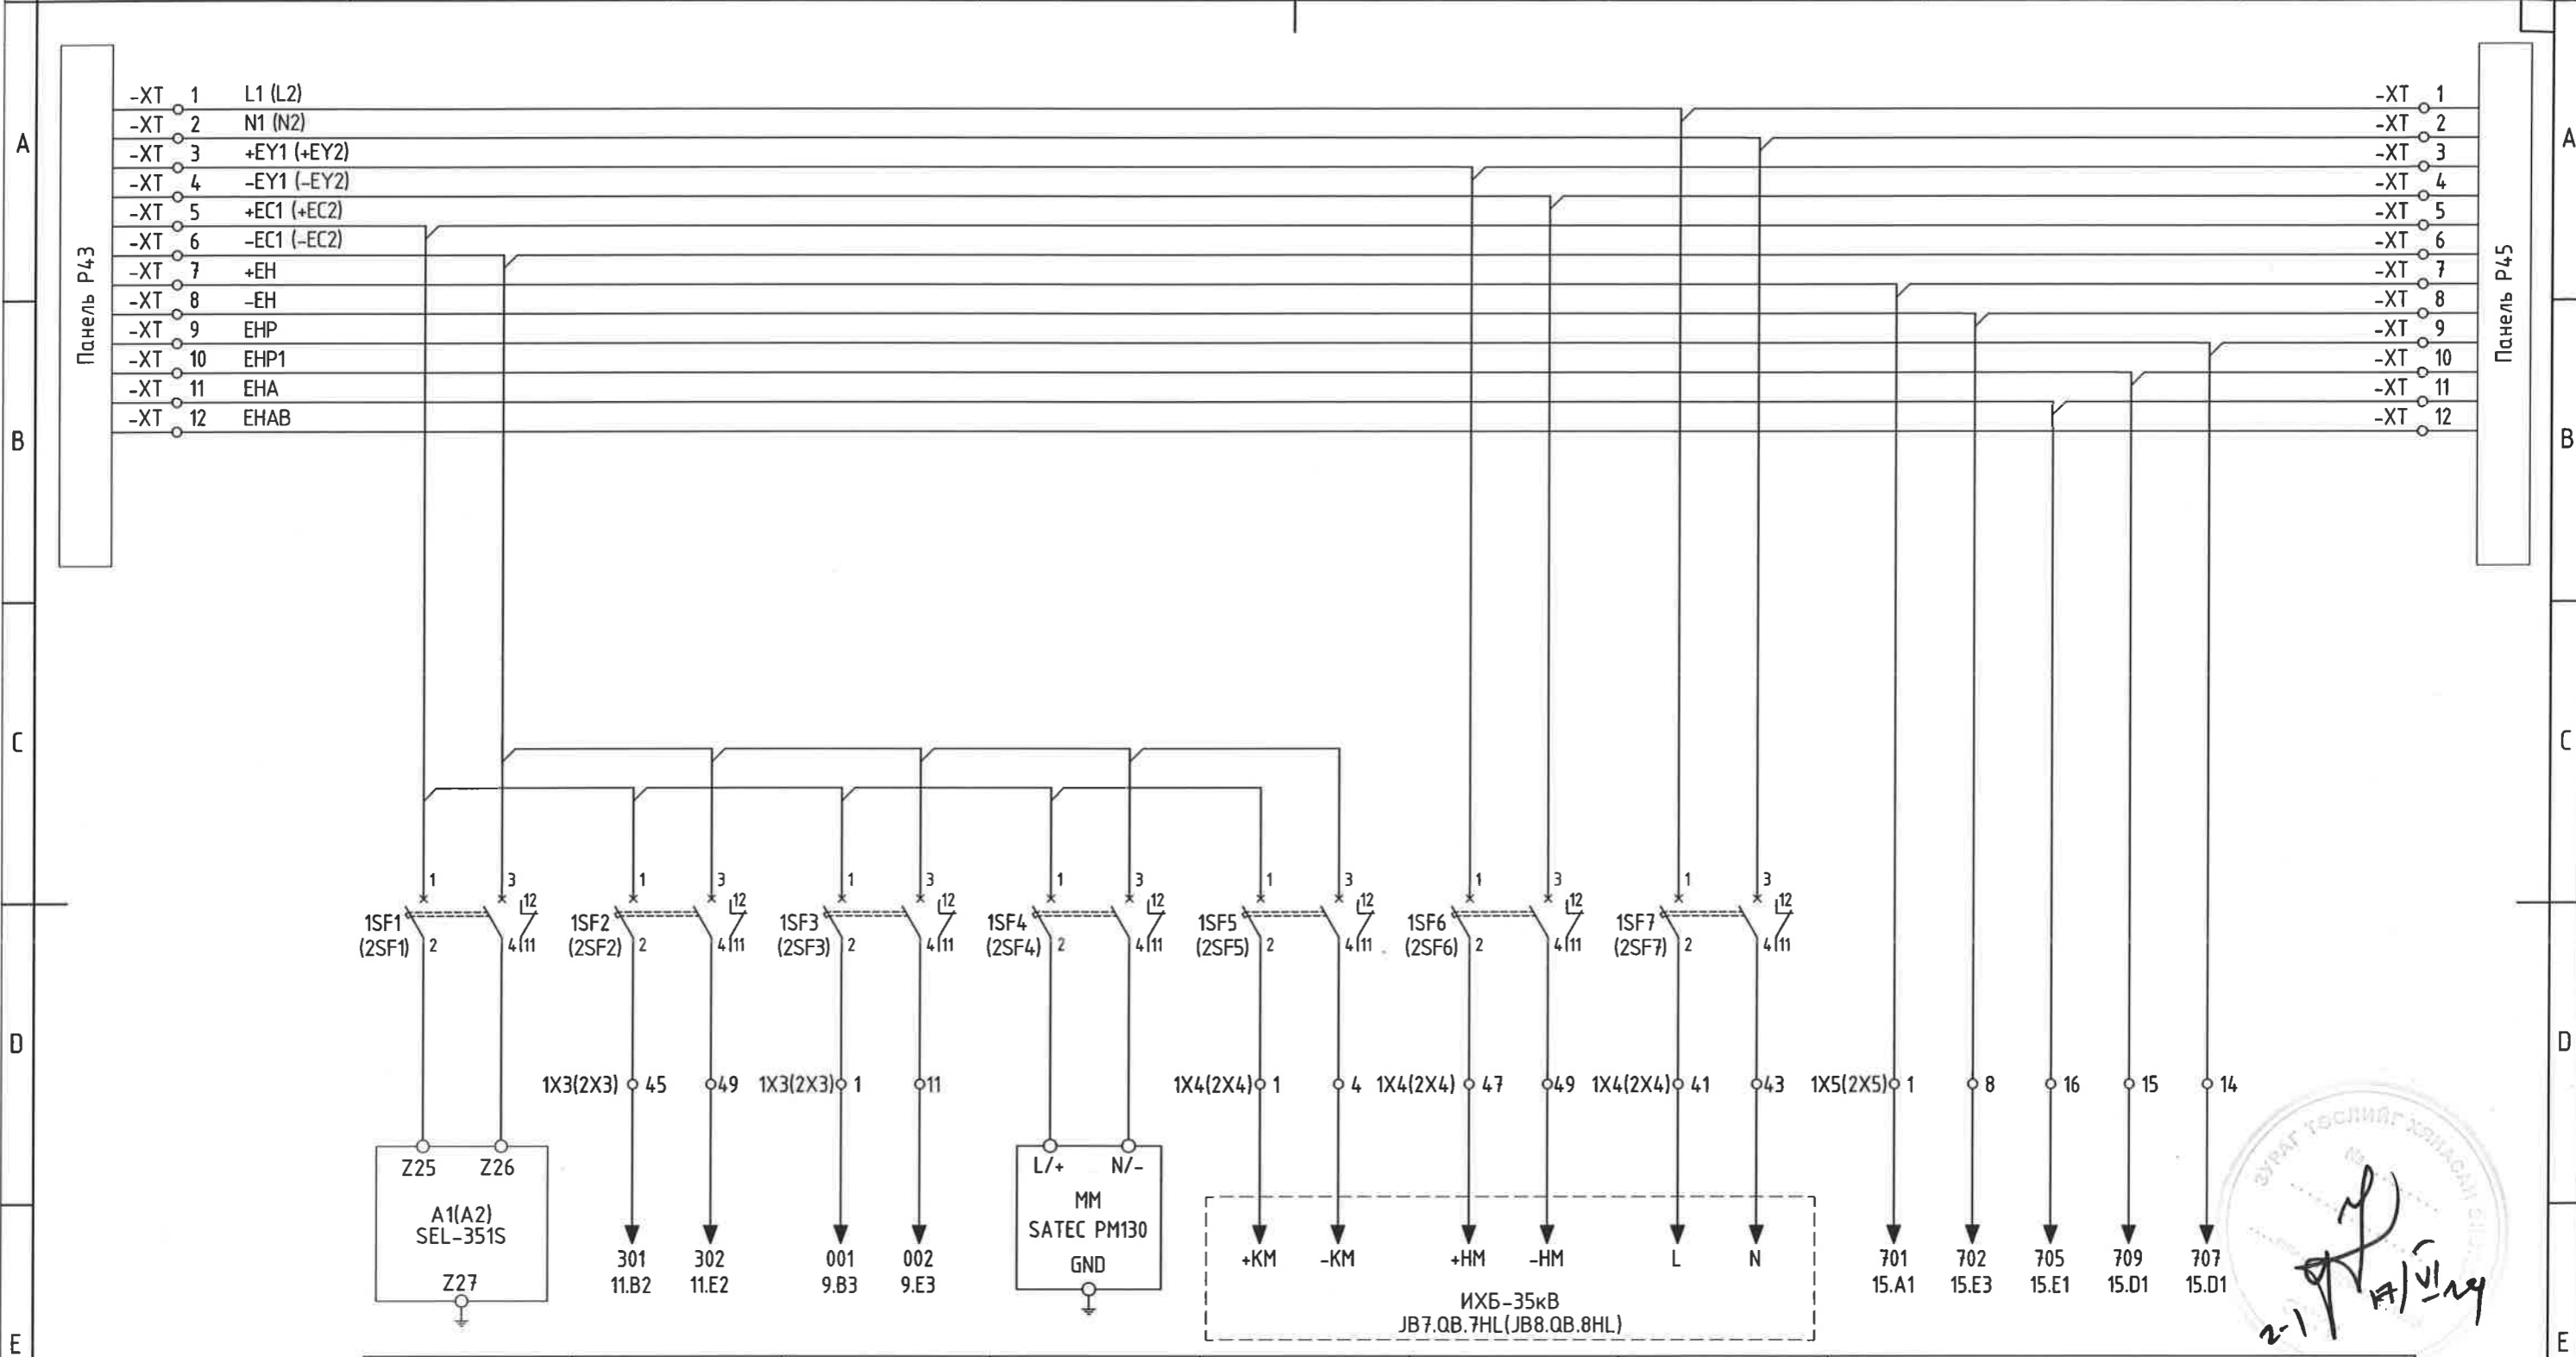 -XT 1 L1 (L2)
-XT 2 N1 (N2)
-XT 3 +EY1 (+EY2)
-XT 4 -EY1 (-EY2)
-XT 5 +EC1 (+EC2)
-XT 6 -EC1 (-EC2)
-XT 7 +EH
-XT 8 -EH
-XT 9 EHP
-XT 10 EHP1
-XT 11 EHA
-XT 12 EHAB
Панель P43
-XT 1
-XT 2
-XT 3
-XT 4
-XT 5
-XT 6
-XT 7
-XT 8
-XT 9
-XT 10
-XT 11
-XT 12
Панель P45
A A
B B
C C
D D
E E
1 3 12 1 3 12 1 3 12 1 3 12 1 3 12 1 3 12 1 3 12
1SF1 1SF2 1SF3 1SF4 1SF5 1SF6 1SF7
(2SF1) 2 4 11 (2SF2) 2 4 11 (2SF3) 2 4 11 (2SF4) 2 4 11 (2SF5) 2 4 11 (2SF6) 2 4 11 (2SF7) 2 4 11
1X3(2X3) 45 49 1X3(2X3) 1 11 1X4(2X4) 1 4 1X4(2X4) 47 49 1X4(2X4) 41 43 1X5(2X5) 1 8 16 15 14
Z25 Z26
A1(A2)
SEL-351S
Z27
301 302 001 002
11.B2 11.E2 9.B3 9.E3
L/+ N/-
MM
SATEC PM130
GND
+KM -KM +HM -HM L N
ИХБ-35кВ
JB7.QB.7HL(JB8.QB.8HL)
701 702 705 709 707
15.A1 15.E3 15.E1 15.D1 15.D1
ЗУРАГ ТӨСЛИЙГ ХЯНАСАН
№
2-1